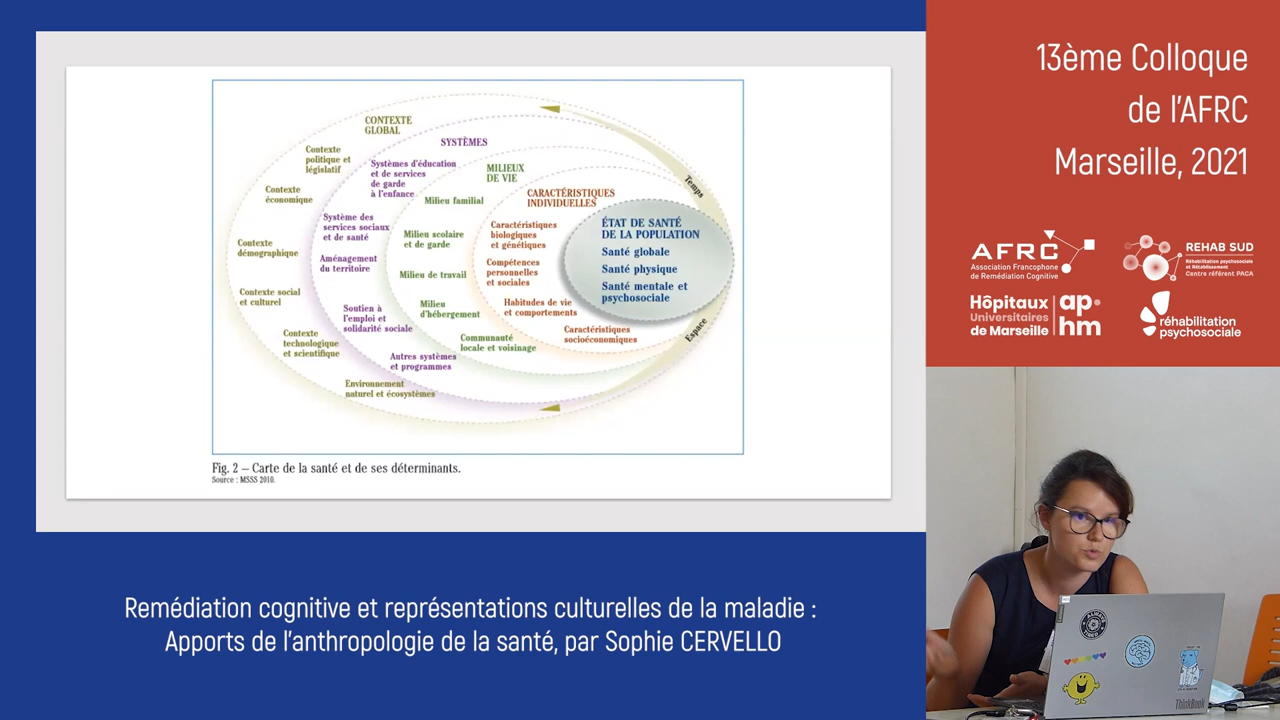 CONTEXTE
GLOBAL
Contexte
politique et
législatif
Contexte
économique
Contexte
démographique
Contexte social
et culturel
Contexte
technologique
et scientifique
Environnement
naturel et écosystèmes
SYSTÈMES
Systèmes d'éducation
et de services
de garde
à l'enfance
Système des
services sociaux
et de santé
Aménagement
du territoire
Soutien à
l'emploi et
solidarité sociale
Autres systèmes
et programmes
MILIEUX
DE VIE
Milieu familial
Milieu scolaire
et de garde
Milieu de travail
Milieu
d'hébergement
Communauté
locale et voisinage
CARACTÉRISTIQUES
INDIVIDUELLES
Caractéristiques
biologiques
et génétiques
Compétences
personnelles
et sociales
Habitudes de vie
et comportements
Caractéristiques
socioéconomiques
ÉTAT DE SANTÉ
DE LA POPULATION
Santé globale
Santé physique
Santé mentale et
psychosociale
Temps
Espace
Fig. 2 – Carte de la santé et de ses déterminants.
Source : MSSS 2010.
13ème Colloque
de l'AFRC
Marseille, 2021
AFRC
Association Francophone
de Remédiation Cognitive
REHAB SUD
Réhabilitation psychosociale
et Rétablissement
Centre référent PACA
Hôpitaux
Universitaires
de Marseille
ap.
hm
réhabilitation
psychosociale
Remédiation cognitive et représentations culturelles de la maladie :
Apports de l'anthropologie de la santé, par Sophie CERVELLO
ThinkBook